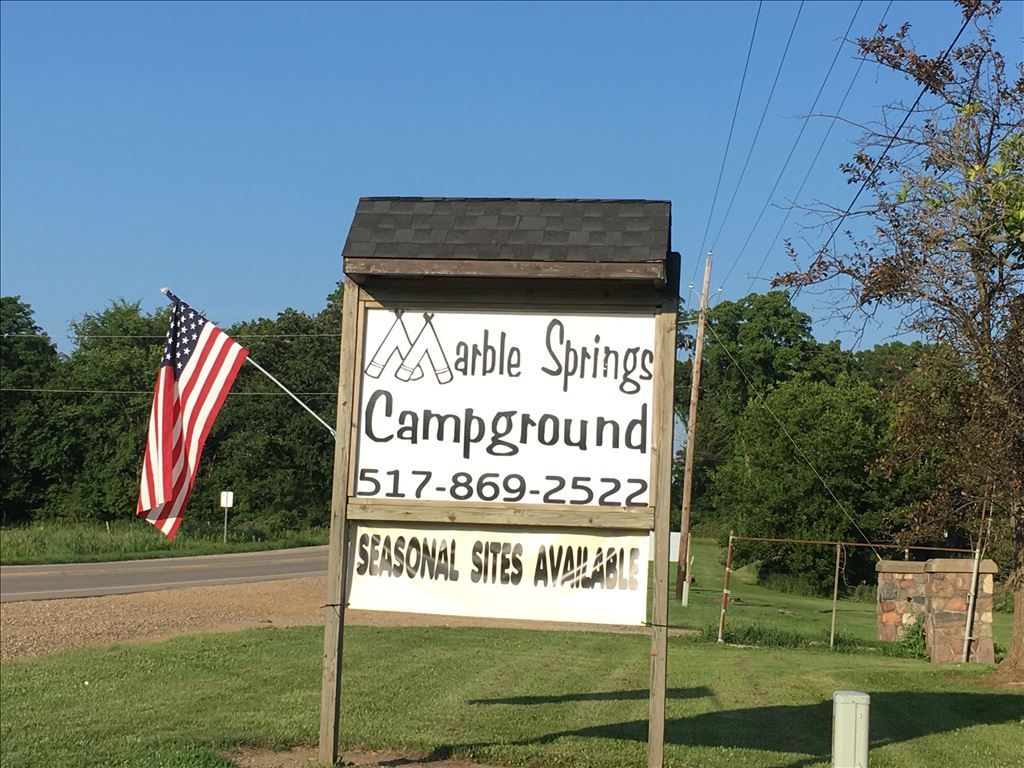 Marble Springs
Campground
517-869-2522
SEASONAL SITES AVAILABLE